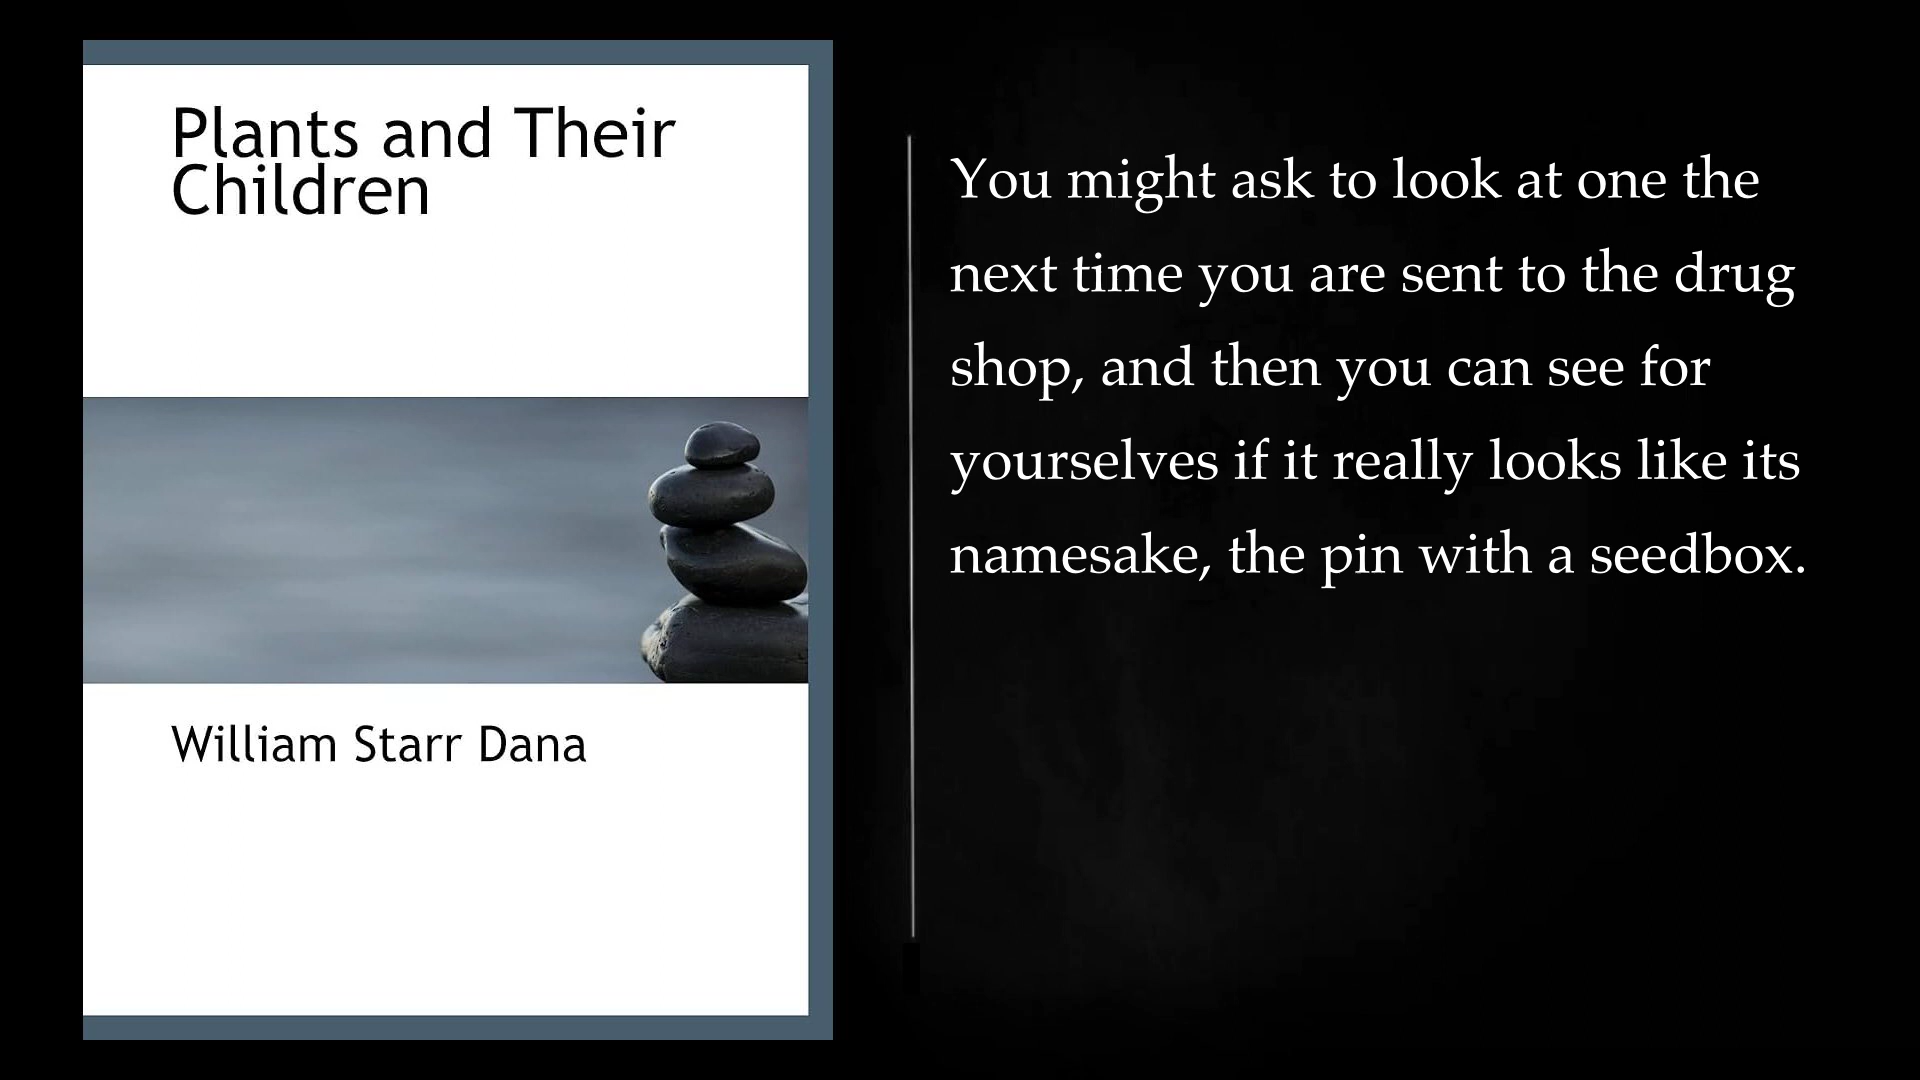 Plants and Their
Children
William Starr Dana
You might ask to look at one the
next time you are sent to the drug
shop, and then you can see for
yourselves if it really looks like its
namesake, the pin with a seedbox.